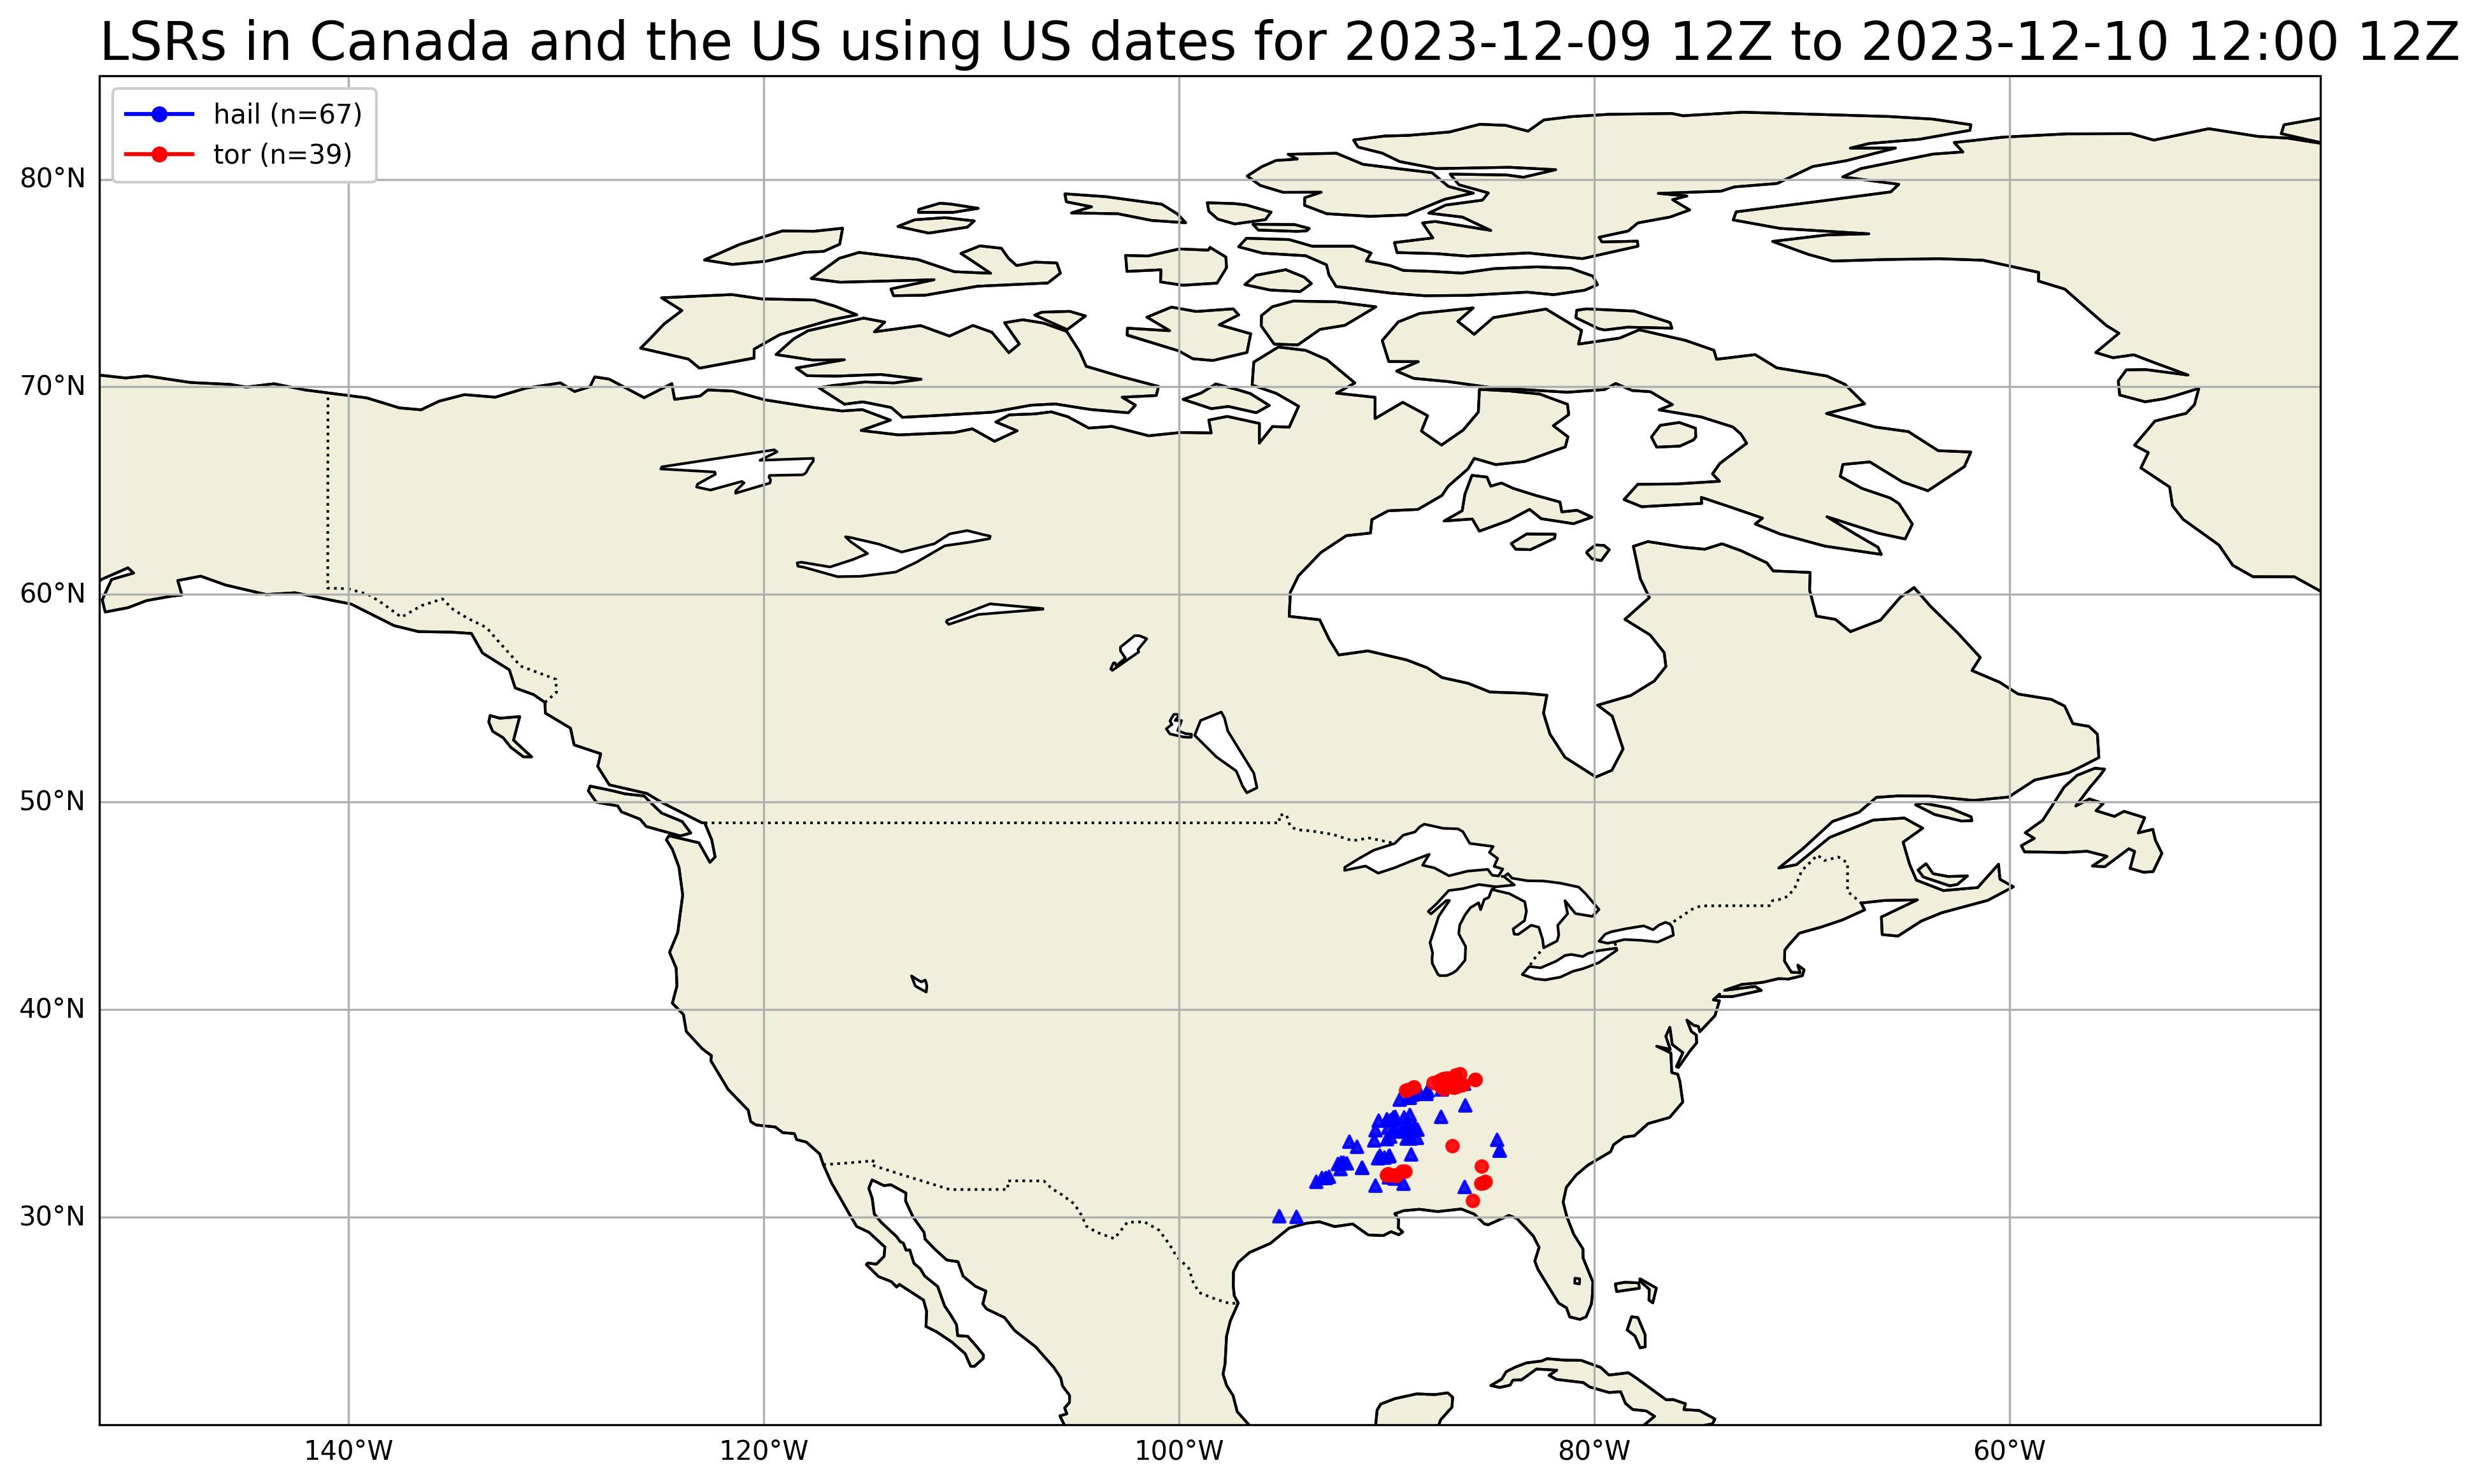 LSRs in Canada and the US using US dates for 2023-12-09 12Z to 2023-12-10 12:00 12Z
hail (n=67)
tor (n=39)
80°N
70°N
60°N
50°N
40°N
30°N
140°W 120°W 100°W 80°W 60°W